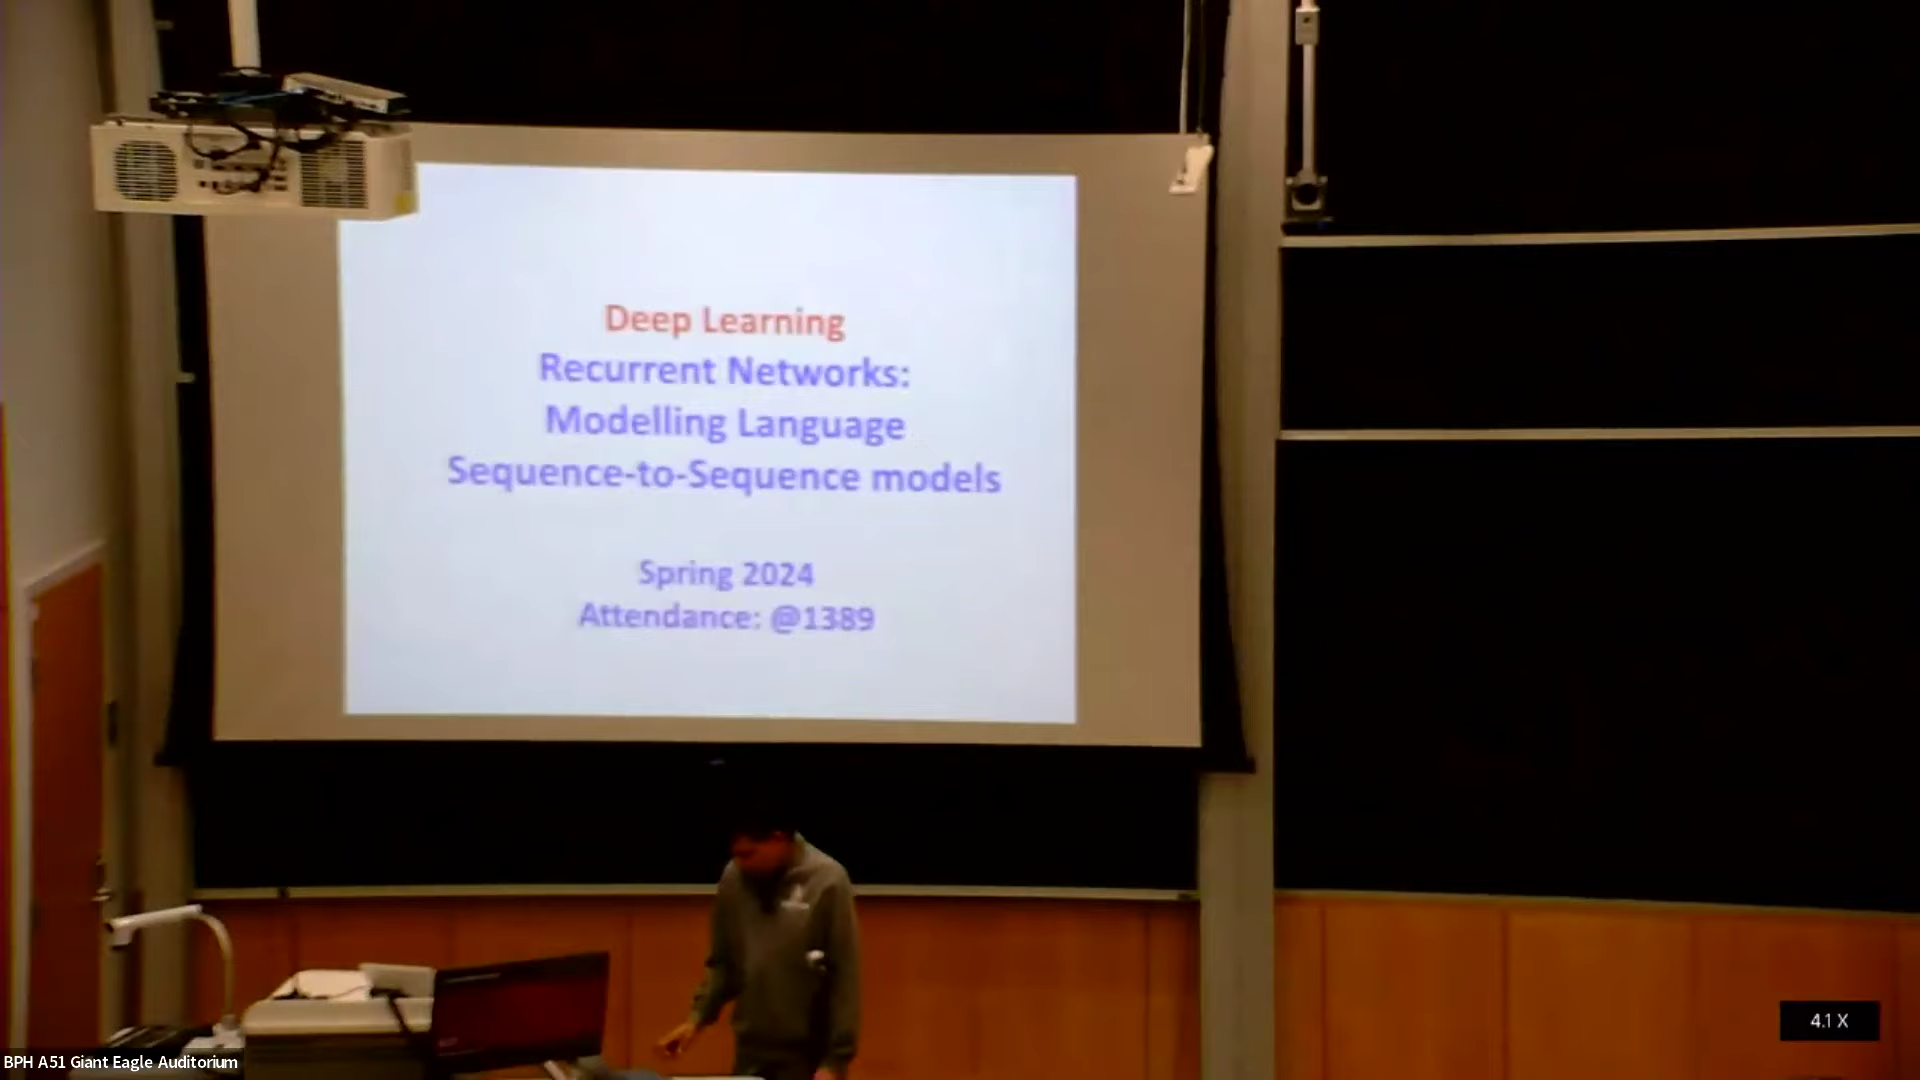 Deep Learning
Recurrent Networks:
Modelling Language
Sequence-to-Sequence models
Spring 2024
Attendance: @1389
4.1 X
BPH A51 Giant Eagle Auditorium